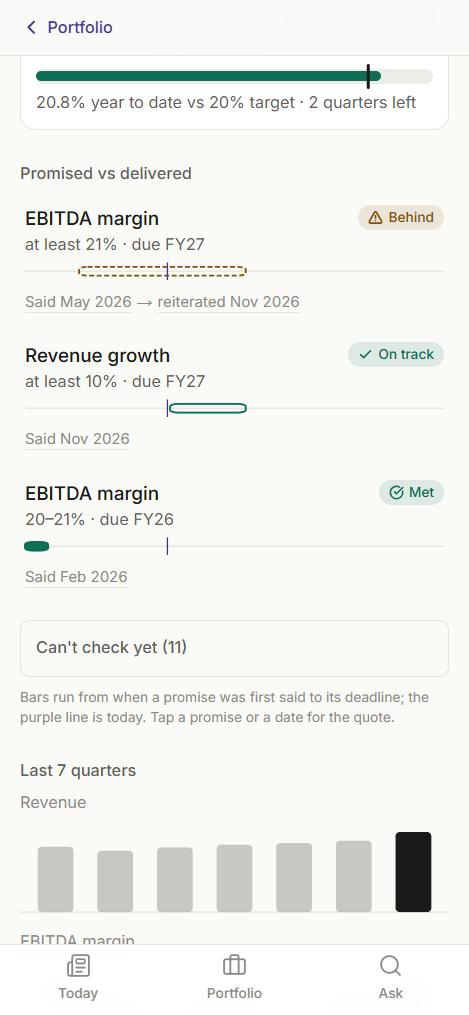 Portfolio
20.8% year to date vs 20% target · 2 quarters left
Promised vs delivered
EBITDA margin
Behind
at least 21% · due FY27
Said May 2026 → reiterated Nov 2026
Revenue growth
On track
at least 10% · due FY27
Said Nov 2026
EBITDA margin
Met
20–21% · due FY26
Said Feb 2026
Can't check yet (11)
Bars run from when a promise was first said to its deadline; the
purple line is today. Tap a promise or a date for the quote.
Last 7 quarters
Revenue
EBITDA margin
Today
Portfolio
Ask